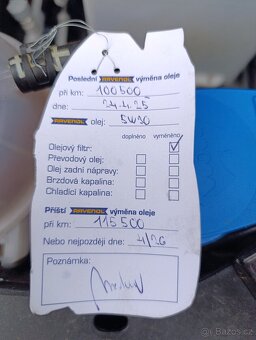 Poslední RAVENOL výměna oleje
při km: 100500
dne: 24.4.25
RAVENOL olej: 5W30
doplněno výměněno
Olejový filtr:
Převodový olej:
Olej zadní nápravy:
Brzdová kapalina:
Chladící kapalina:
Příští RAVENOL výměna oleje
při km: 115500
Nebo nejpozději dne: 4/26
Poznámka:
Bazoš.cz